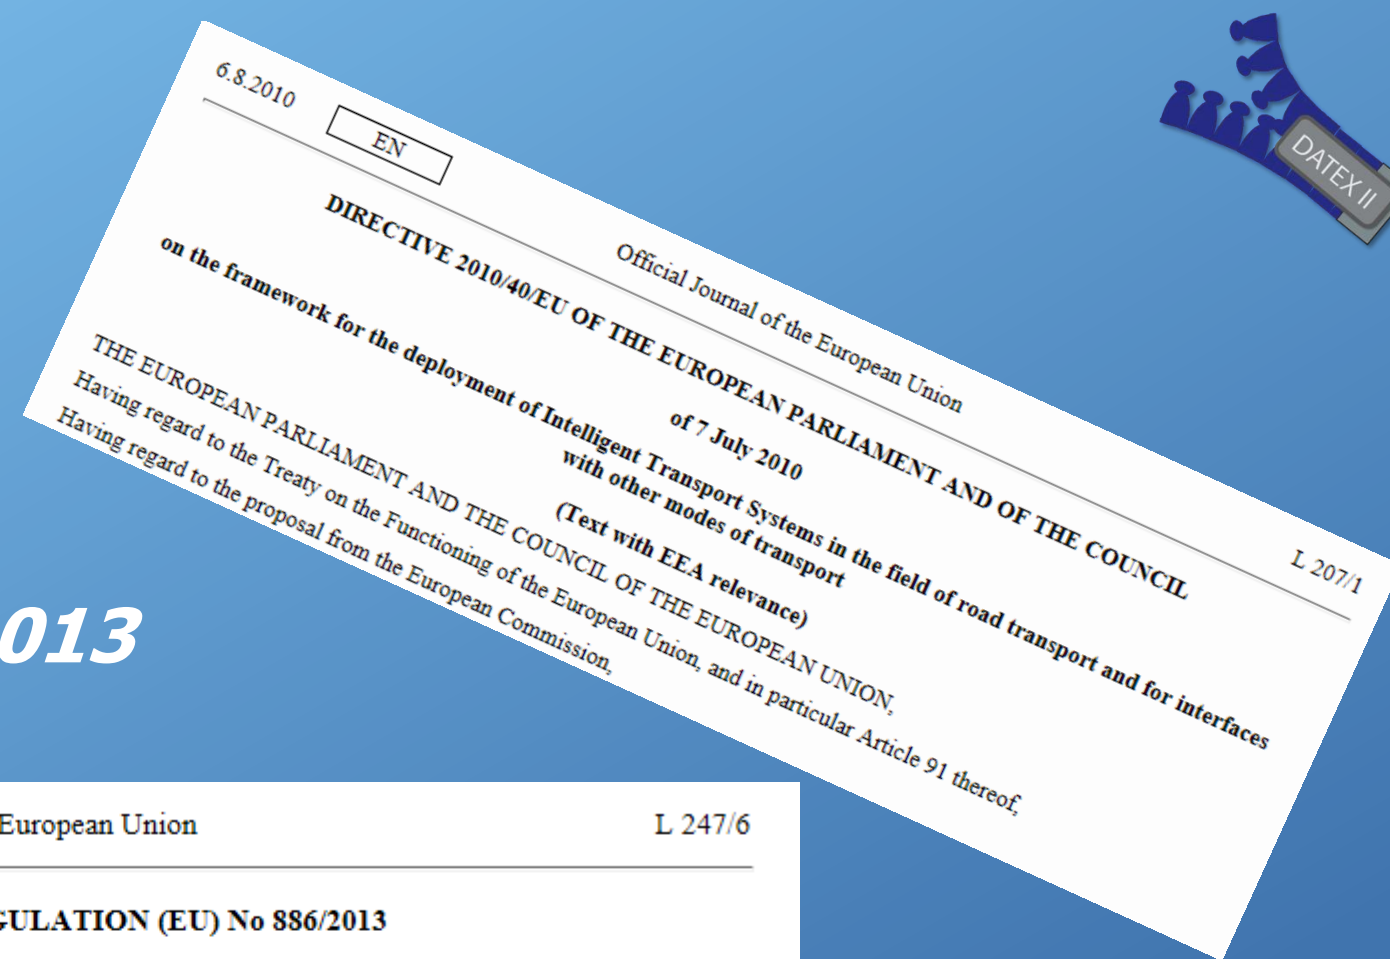 6.8.2010
EN
Official Journal of the European Union
L 207/1
DIRECTIVE 2010/40/EU OF THE EUROPEAN PARLIAMENT AND OF THE COUNCIL
of 7 July 2010
on the framework for the deployment of Intelligent Transport Systems in the field of road transport and for interfaces
with other modes of transport
(Text with EEA relevance)
THE EUROPEAN PARLIAMENT AND THE COUNCIL OF THE EUROPEAN UNION,
Having regard to the Treaty on the Functioning of the European Union, and in particular Article 91 thereof,
Having regard to the proposal from the European Commission,
DATEX II
013
European Union
L 247/6
GULATION (EU) No 886/2013